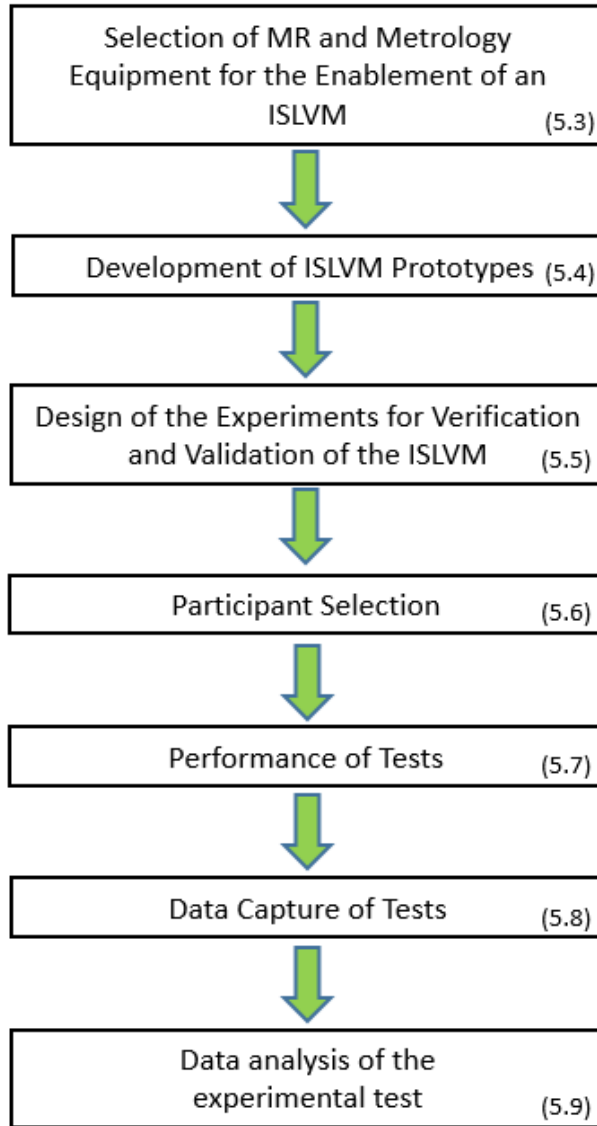 Selection of MR and Metrology
Equipment for the Enablement of an
ISLVM
(5.3)
Development of ISLVM Prototypes (5.4)
Design of the Experiments for Verification
and Validation of the ISLVM
(5.5)
Participant Selection (5.6)
Performance of Tests (5.7)
Data Capture of Tests (5.8)
Data analysis of the
experimental test (5.9)